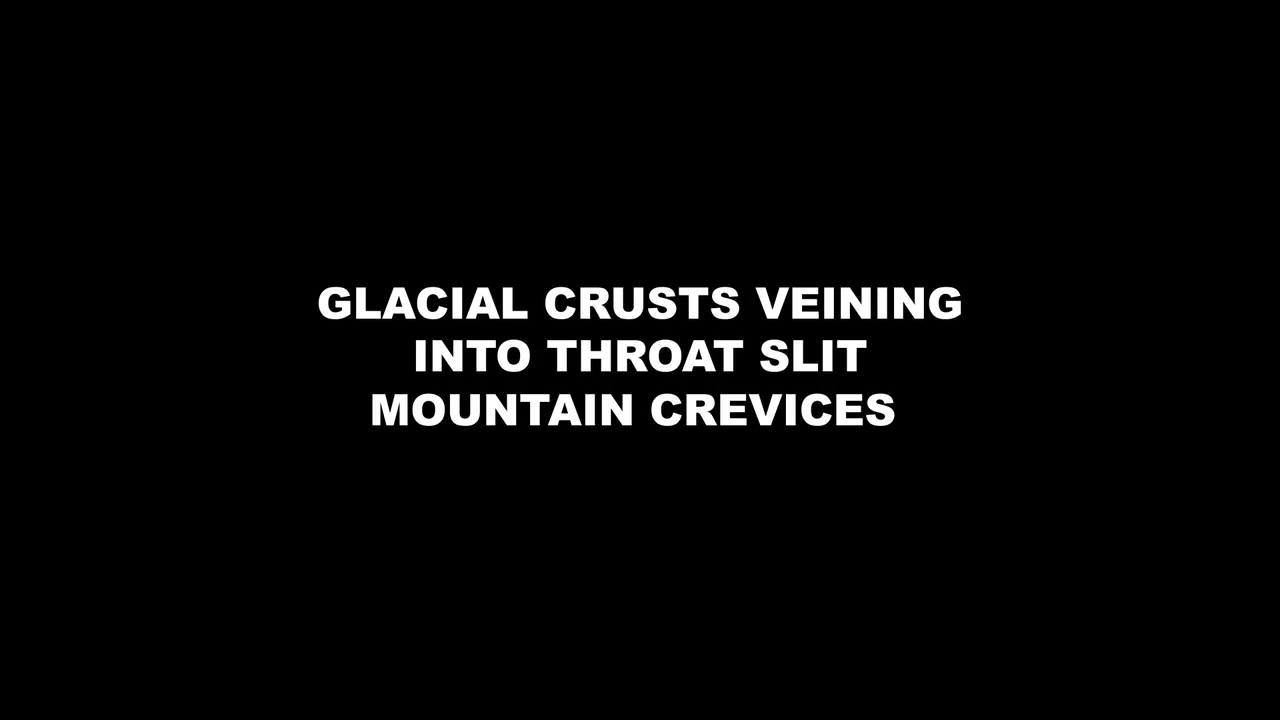 GLACIAL CRUSTS VEINING
INTO THROAT SLIT
MOUNTAIN CREVICES